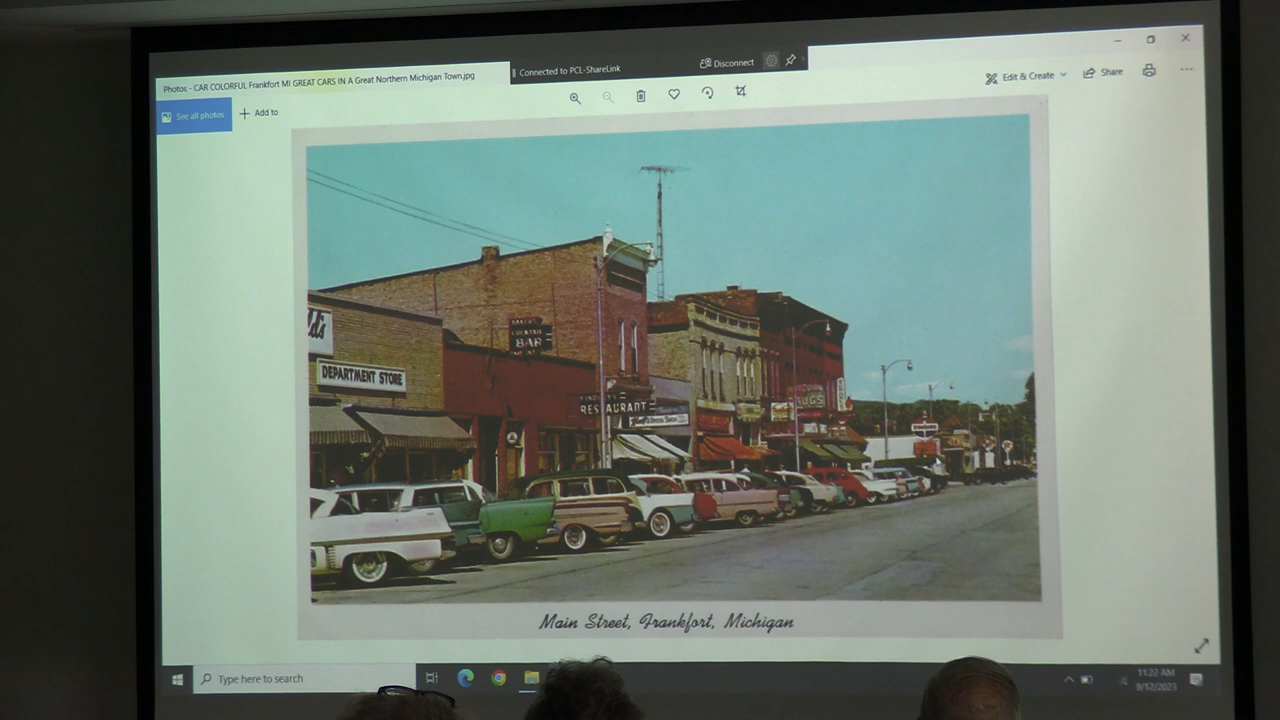 Photos - CAR COLORFUL Frankfort MI GREAT CARS IN A Great Northern Michigan Town.jpg
Connected to PCL-ShareLink
Disconnect
See all photos
Add to
Edit & Create
Share
DEPARTMENT STORE
COCKTAIL
BAR
RESTAURANT
Main Street, Frankfort, Michigan
Type here to search
11:22 AM
9/12/2023